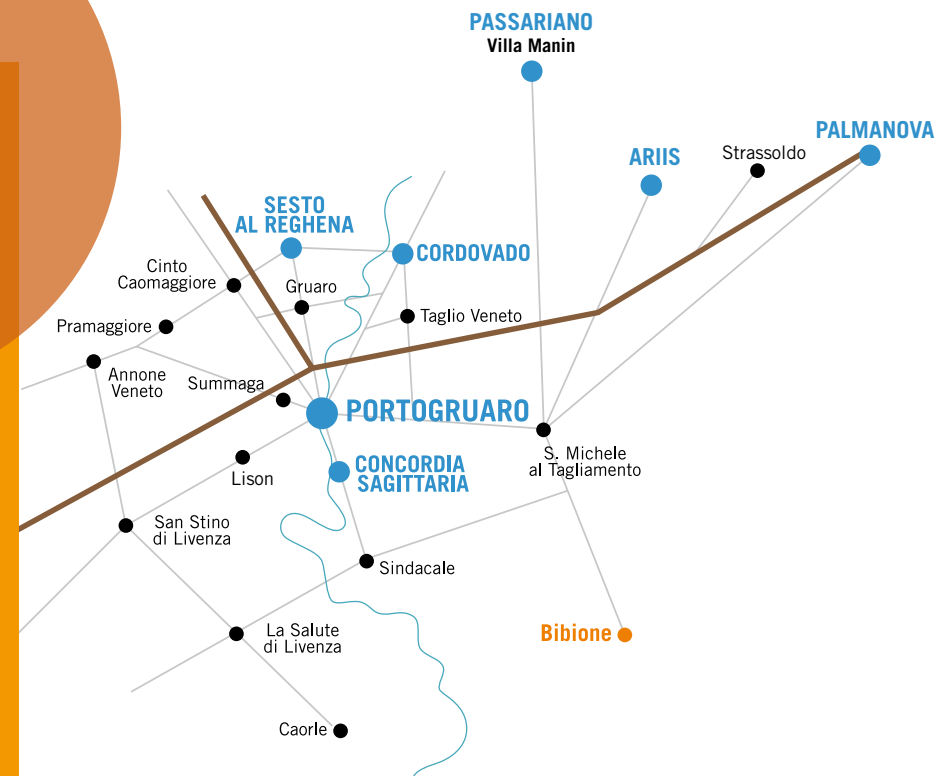 PASSARIANO
Villa Manin
PALMANOVA
Strassoldo
ARIIS
SESTO
AL REGHENA
CORDOVADO
Cinto
Caomaggiore
Gruaro
Taglio Veneto
Pramaggiore
Annone
Veneto
Summaga
PORTOGRUARO
S. Michele
al Tagliamento
CONCORDIA
SAGITTARIA
Lison
San Stino
di Livenza
Sindacale
La Salute
di Livenza
Bibione
Caorle